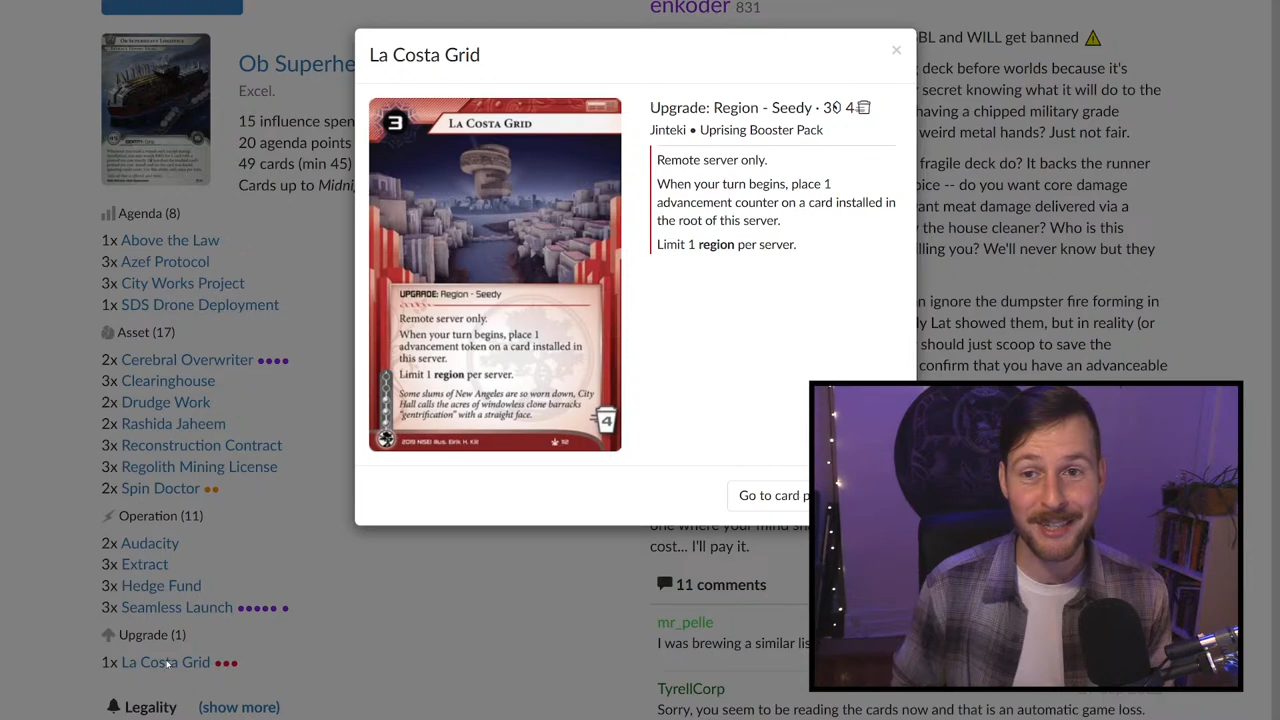 enkoder 831
Ob Superhe
Excel.
15 influence spen
20 agenda points
49 cards (min 45)
Cards up to Midni
Agenda (8)
1x Above the Law
3x Azef Protocol
3x City Works Project
1x SDS Drone Deployment
Asset (17)
2x Cerebral Overwriter
3x Clearinghouse
2x Drudge Work
2x Rashida Jaheem
3x Reconstruction Contract
3x Regolith Mining License
2x Spin Doctor
Operation (11)
2x Audacity
3x Extract
3x Hedge Fund
3x Seamless Launch
Upgrade (1)
1x La Costa Grid
Legality (show more)
La Costa Grid
×
3
La Costa Grid
UPGRADE: Region - Seedy
Remote server only.
When your turn begins, place 1
advancement token on a card installed in
this server.
Limit 1 region per server.
Some slums of New Angeles are so worn down, City
Hall calls the acres of windowless clone barracks
"gentrification" with a straight face.
4
2019 NISEI Illus. Eirik H. Kili
112
Upgrade: Region - Seedy · 3 4
Jinteki • Uprising Booster Pack
Remote server only.
When your turn begins, place 1
advancement counter on a card installed in
the root of this server.
Limit 1 region per server.
Go to card p
BL and WILL get banned
deck before worlds because it's
secret knowing what it will do to the
having a chipped military grade
weird metal hands? Just not fair.
fragile deck do? It backs the runner
oice -- do you want core damage
ant meat damage delivered via a
the house cleaner? Who is this
lling you? We'll never know but they
n ignore the dumpster fire forming in
ly Lat showed them, but in reality (or
should just scoop to save the
confirm that you have an advanceable
one where your mind sh
cost... I'll pay it.
11 comments
mr_pelle
I was brewing a similar lis
TyrellCorp
Sorry, you seem to be reading the cards now and that is an automatic game loss.